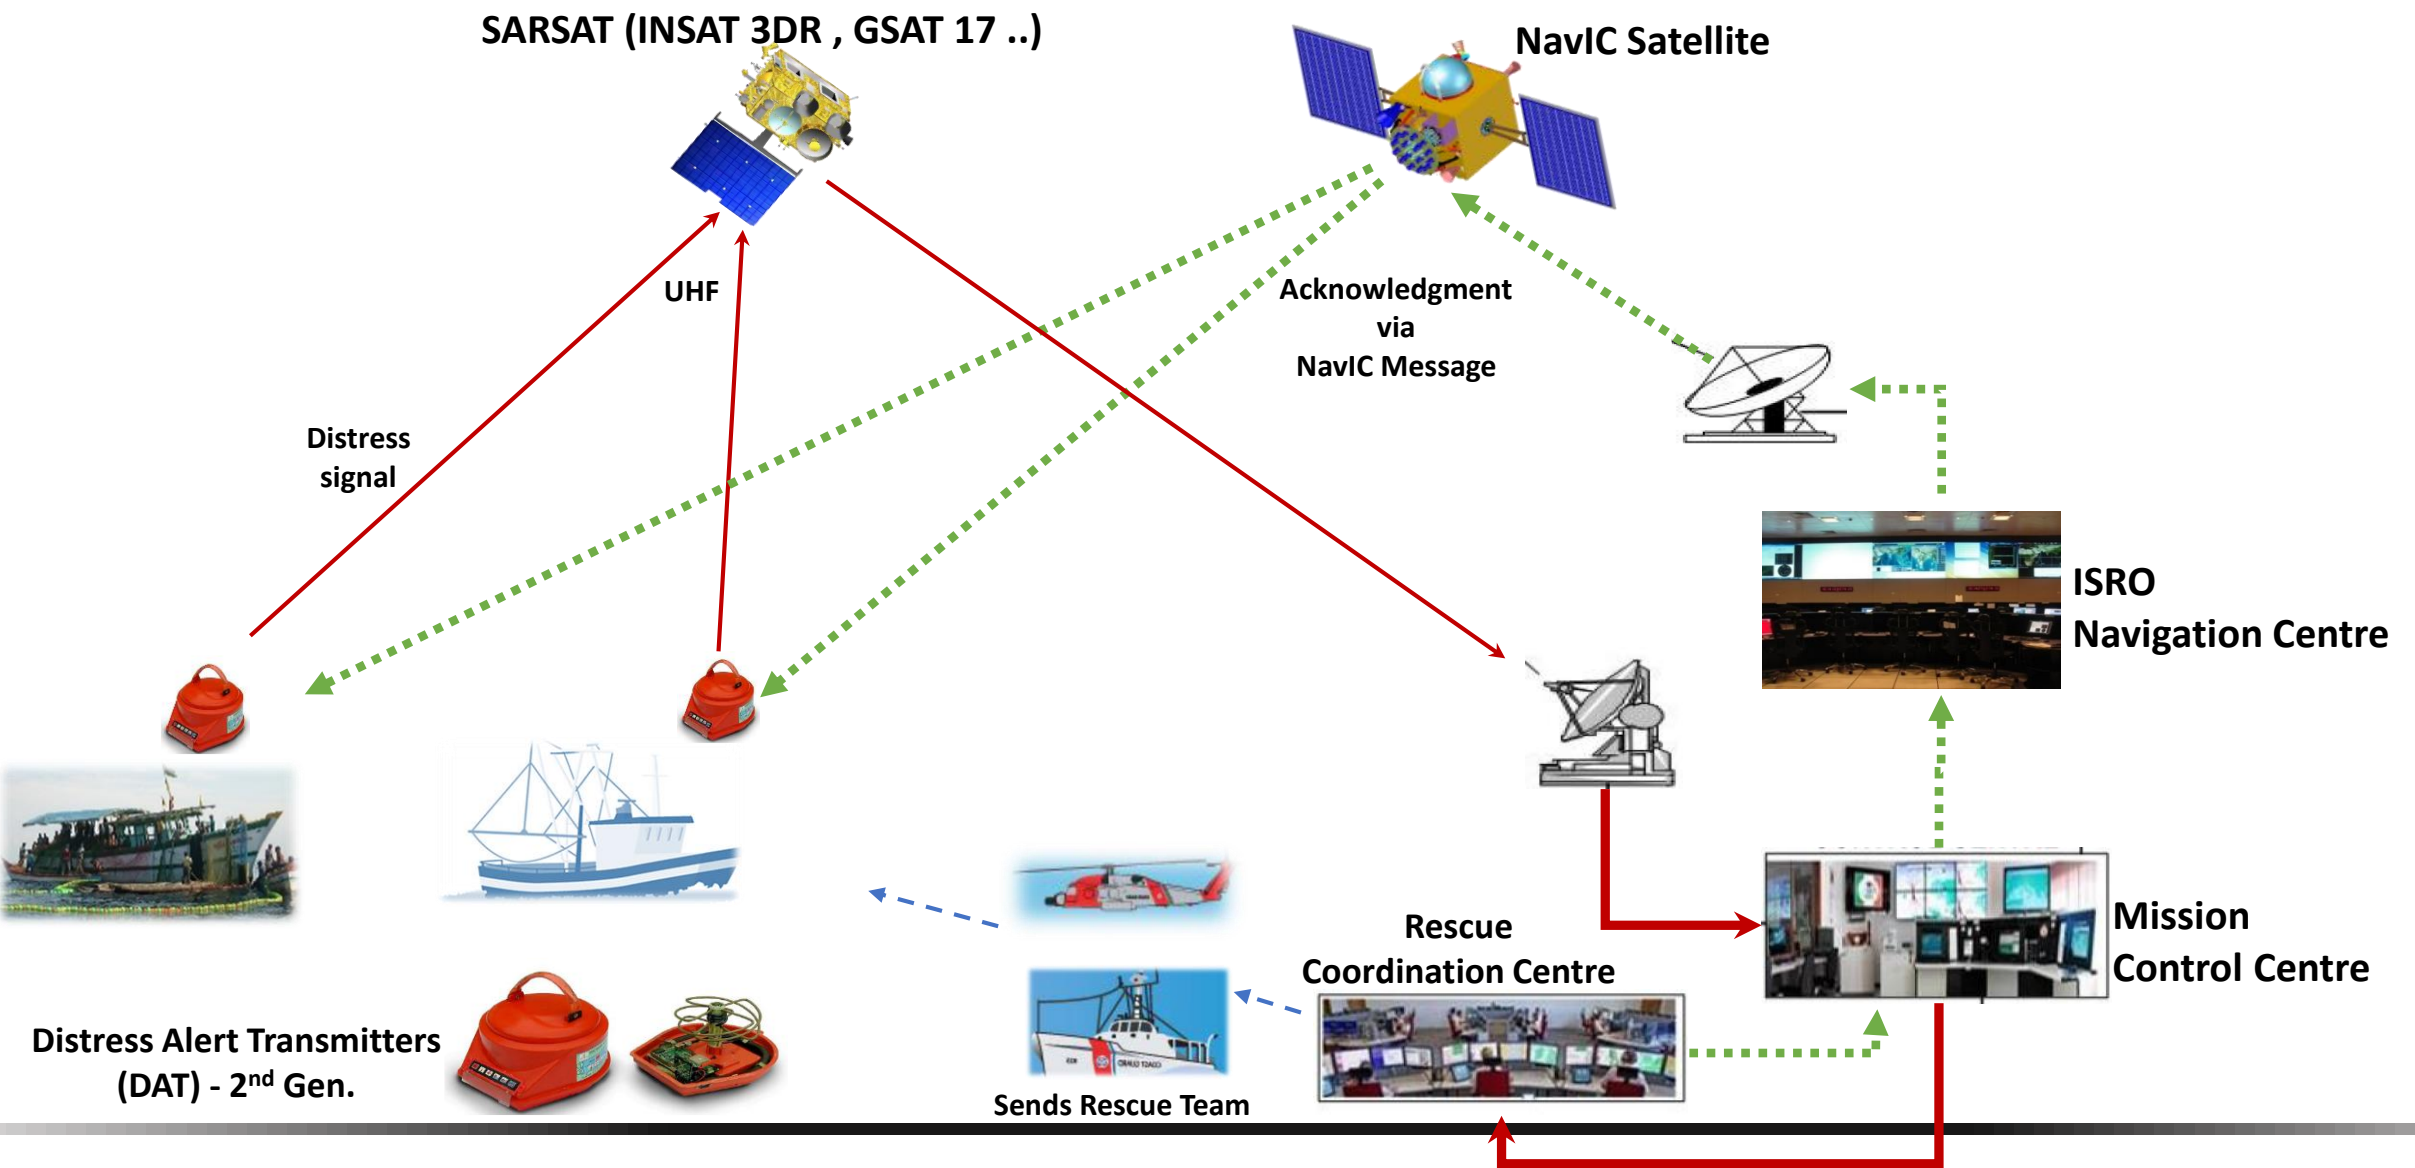 SARSAT (INSAT 3DR , GSAT 17 ..)
NavIC Satellite
UHF
Acknowledgment
via
NavIC Message
Distress
signal
ISRO
Navigation Centre
Rescue
Coordination Centre
Mission
Control Centre
Distress Alert Transmitters
(DAT) - 2nd Gen.
Sends Rescue Team